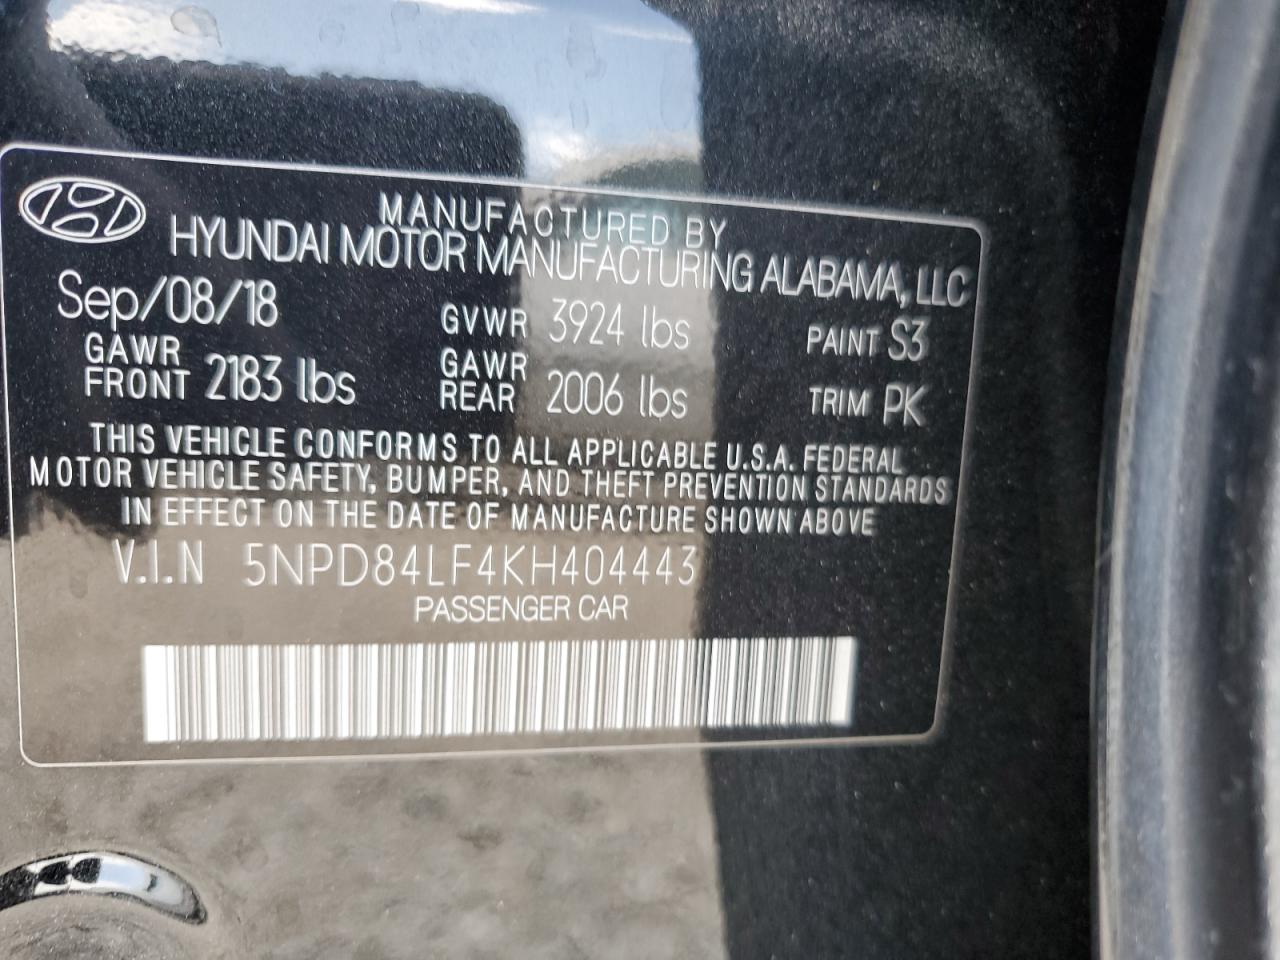 MANUFACTURED BY
HYUNDAI MOTOR MANUFACTURING ALABAMA, LLC
Sep/08/18 GVWR 3924 lbs PAINT S3
GAWR FRONT 2183 lbs GAWR REAR 2006 lbs TRIM PK
THIS VEHICLE CONFORMS TO ALL APPLICABLE U.S.A. FEDERAL
MOTOR VEHICLE SAFETY, BUMPER, AND THEFT PREVENTION STANDARDS
IN EFFECT ON THE DATE OF MANUFACTURE SHOWN ABOVE
V.I.N 5NPD84LF4KH404443
PASSENGER CAR